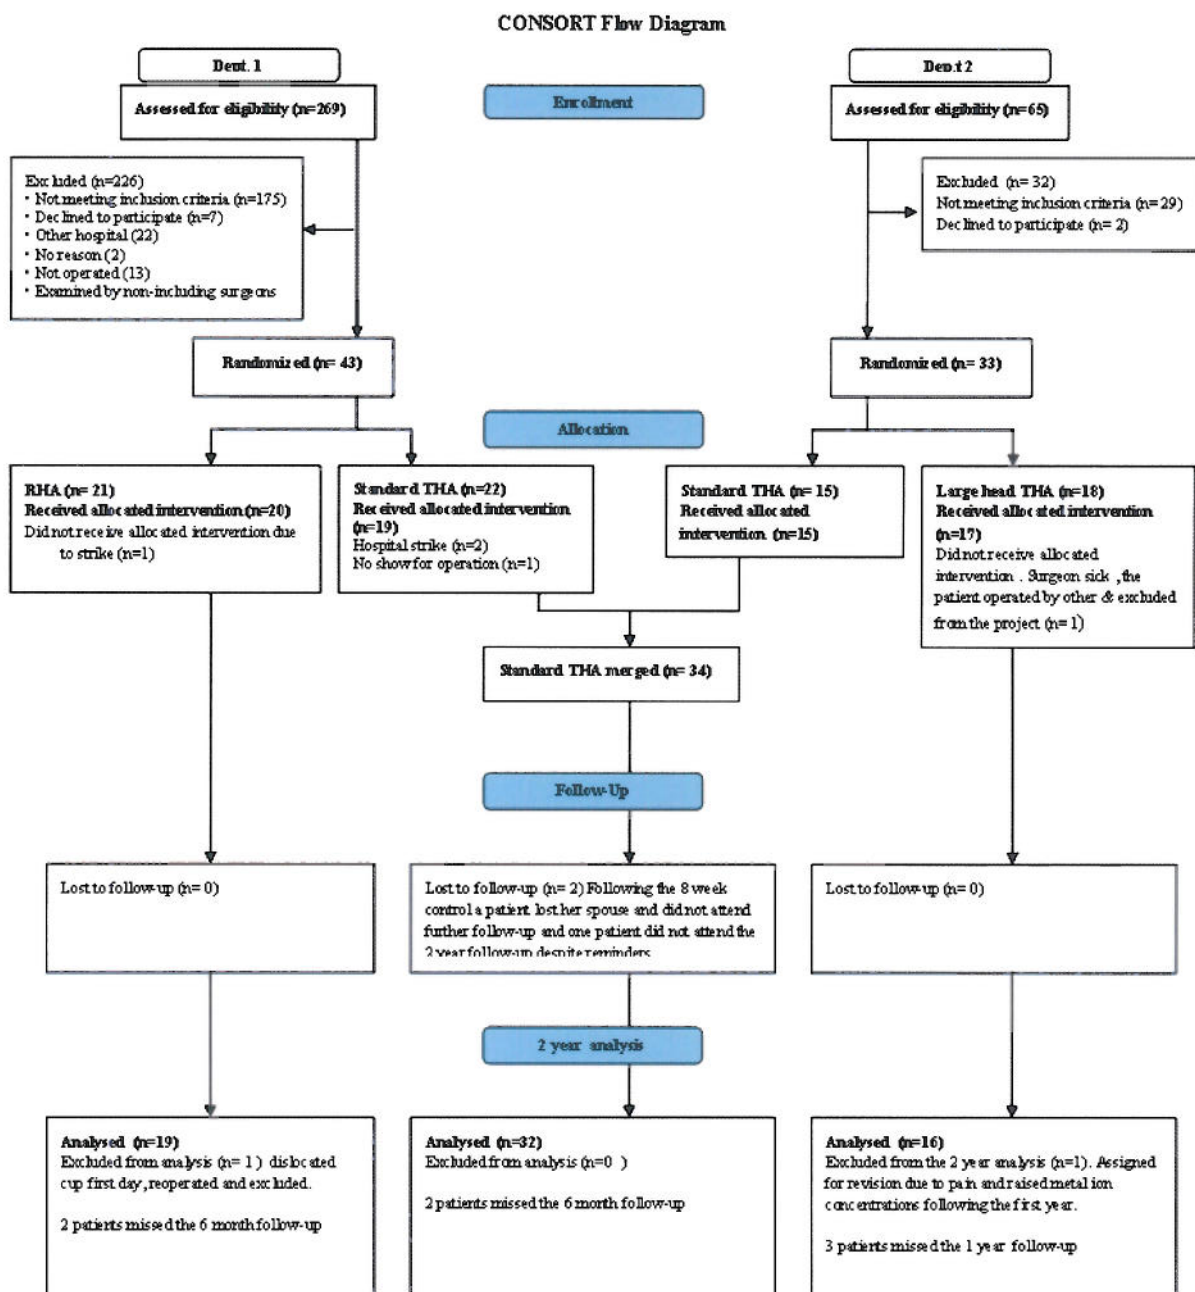 CONSORT Flow Diagram
Dept. 1
Dept 2
Enrollment
Assessed for eligibility (n=269)
Assessed for eligibility (n=65)
Excluded (n=226)
• Not meeting inclusion criteria (n=175)
• Declined to participate (n=7)
• Other hospital (22)
• No reason (2)
• Not operated (13)
• Examined by non-including surgeons
Excluded (n= 32)
Not meeting inclusion criteria (n= 29)
Declined to participate (n= 2)
Randomized (n= 43)
Randomized (n= 33)
Allocation
RHA (n= 21)
Received allocated intervention (n=20)
Did not receive allocated intervention due
to strike (n=1)
Standard THA (n=22)
Received allocated intervention
(n=19)
Hospital strike (n=2)
No show for operation (n=1)
Standard THA (n= 15)
Received allocated
intervention (n=15)
Large head THA (n=18)
Received allocated intervention
(n=17)
Did not receive allocated
intervention . Surgeon sick , the
patient operated by other & excluded
from the project (n= 1)
Standard THA merged (n= 34)
Follow-Up
Lost to follow-up (n= 0)
Lost to follow-up (n= 2) Following the 8 week
control a patient lost her spouse and did not attend
further follow-up and one patient did not attend the
2 year follow-up despite reminders
Lost to follow-up (n= 0)
2 year analysis
Analysed (n=19)
Excluded from analysis (n= 1 ) dislocated
cup first day, reoperated and excluded.
2 patients missed the 6 month follow-up
Analysed (n=32)
Excluded from analysis (n=0 )
2 patients missed the 6 month follow-up
Analysed (n=16)
Excluded from the 2 year analysis (n=1). Assigned
for revision due to pain and raised metal ion
concentrations following the first year.
3 patients missed the 1 year follow-up